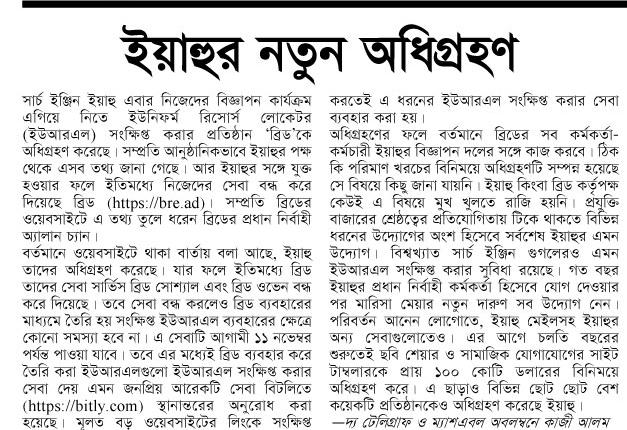 ইয়াহুর নতুন অধিগ্রহণ
সার্চ ইঞ্জিন ইয়াহু এবার নিজেদের বিজ্ঞাপন কার্যক্রম
এগিয়ে নিতে ইউনিফর্ম রিসোর্স লোকেটর
(ইউআরএল) সংক্ষিপ্ত করার প্রতিষ্ঠান ‘ব্রিড’কে
অধিগ্রহণ করেছে। সম্প্রতি আনুষ্ঠানিকভাবে ইয়াহুর পক্ষ
থেকে এসব তথ্য জানা গেছে। আর ইয়াহুর সঙ্গে যুক্ত
হওয়ার ফলে ইতিমধ্যে নিজেদের সেবা বন্ধ করে
দিয়েছে ব্রিড (https://bre.ad)। সম্প্রতি ব্রিডের
ওয়েবসাইটে এ তথ্য তুলে ধরেন ব্রিডের প্রধান নির্বাহী
অ্যালান চ্যান।
বর্তমানে ওয়েবসাইটে থাকা বার্তায় বলা আছে, ইয়াহু
তাদের অধিগ্রহণ করেছে। যার ফলে ইতিমধ্যে ব্রিড
তাদের সেবা সার্ভিস ব্রিড সোশ্যাল এবং ব্রিড ওভেন বন্ধ
করে দিয়েছে। তবে সেবা বন্ধ করলেও ব্রিড ব্যবহারের
মাধ্যমে তৈরি হয় সংক্ষিপ্ত ইউআরএল ব্যবহারের ক্ষেত্রে
কোনো সমস্যা হবে না। এ সেবাটি আগামী ১১ নভেম্বর
পর্যন্ত পাওয়া যাবে। তবে এর মধ্যেই ব্রিড ব্যবহার করে
তৈরি করা ইউআরএলগুলো ইউআরএল সংক্ষিপ্ত করার
সেবা দেয় এমন জনপ্রিয় আরেকটি সেবা বিটলিতে
(https://bitly.com) স্থানান্তরের অনুরোধ করা
হয়েছে। মূলত বড় ওয়েবসাইটের লিংকে সংক্ষিপ্ত
করতেই এ ধরনের ইউআরএল সংক্ষিপ্ত করার সেবা
ব্যবহার করা হয়।
অধিগ্রহণের ফলে বর্তমানে ব্রিডের সব কর্মকর্তা-
কর্মচারী ইয়াহুর বিজ্ঞাপন দলের সঙ্গে কাজ করবে। ঠিক
কি পরিমাণ খরচের বিনিময়ে অধিগ্রহণটি সম্পন্ন হয়েছে
সে বিষয়ে কিছু জানা যায়নি। ইয়াহু কিংবা ব্রিড কর্তৃপক্ষ
কেউই এ বিষয়ে মুখ খুলতে রাজি হয়নি। প্রযুক্তি
বাজারের শ্রেষ্ঠত্বের প্রতিযোগিতায় টিকে থাকতে বিভিন্ন
ধরনের উদ্যোগের অংশ হিসেবে সর্বশেষ ইয়াহুর এমন
উদ্যোগ। বিশ্বখ্যাত সার্চ ইঞ্জিন গুগলেরও এমন
ইউআরএল সংক্ষিপ্ত করার সুবিধা রয়েছে। গত বছর
ইয়াহুর প্রধান নির্বাহী কর্মকর্তা হিসেবে যোগ দেওয়ার
পর মারিসা মেয়ার নতুন দারুণ সব উদ্যোগ নেন।
পরিবর্তন আনেন লোগোতে, ইয়াহু মেইলসহ ইয়াহুর
অন্য সেবাগুলোতেও। এর আগে চলতি বছরের
শুরুতেই ছবি শেয়ার ও সামাজিক যোগাযোগের সাইট
টাম্বলারকে প্রায় ১০০ কোটি ডলারের বিনিময়ে
অধিগ্রহণ করে। এ ছাড়াও বিভিন্ন ছোট ছোট বেশ
কয়েকটি প্রতিষ্ঠানকেও অধিগ্রহণ করেছে ইয়াহু।
—দ্য টেলিগ্রাফ ও ম্যাশএবল অবলম্বনে কাজী আলম